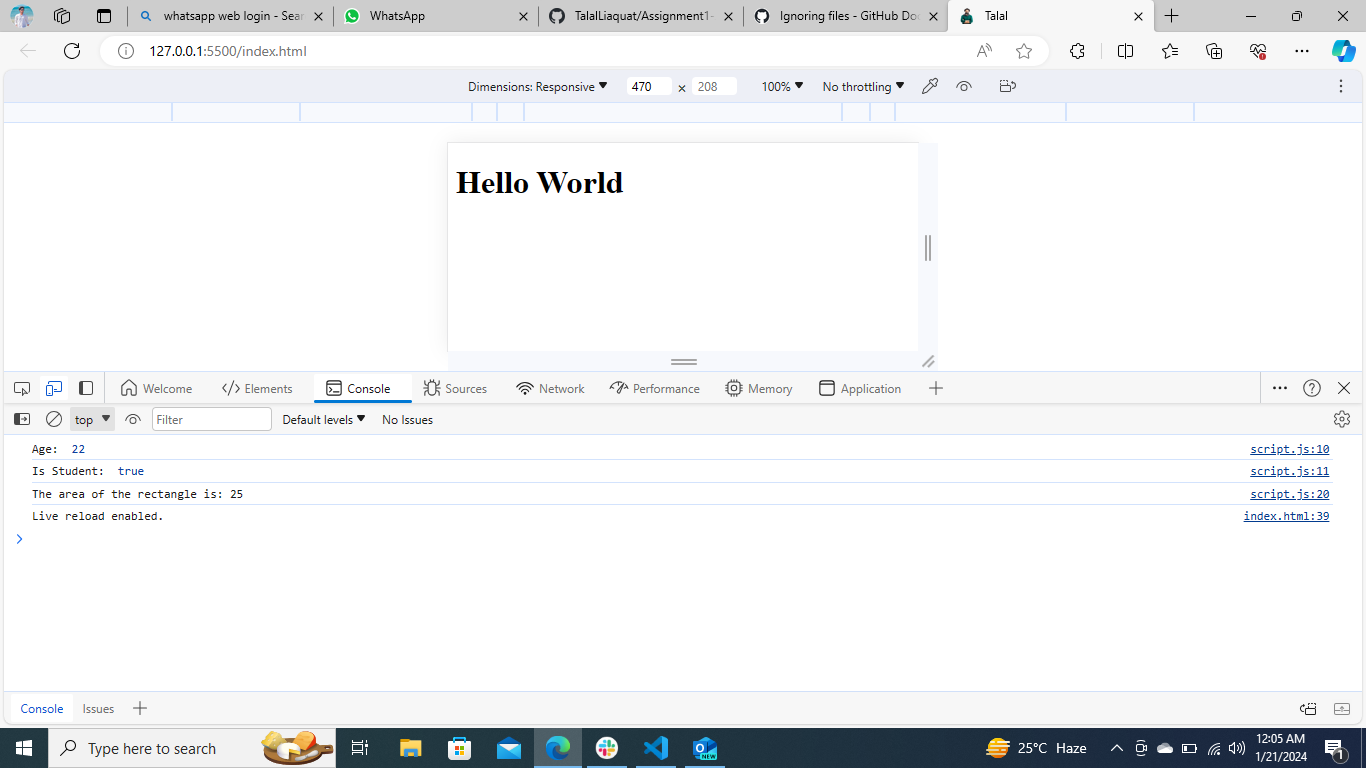 whatsapp web login - Sear
WhatsApp
TalalLiaquat/Assignment1-
Ignoring files - GitHub Doc
Talal
127.0.0.1:5500/index.html
Dimensions: Responsive
470
×
208
100%
No throttling
Hello World
Welcome
Elements
Console
Sources
Network
Performance
Memory
Application
top
Filter
Default levels
No Issues
Age: 22 script.js:10
Is Student: true script.js:11
The area of the rectangle is: 25 script.js:20
Live reload enabled. index.html:39
Console
Issues
Type here to search
NEW
25°C Haze
12:05 AM
1/21/2024
1